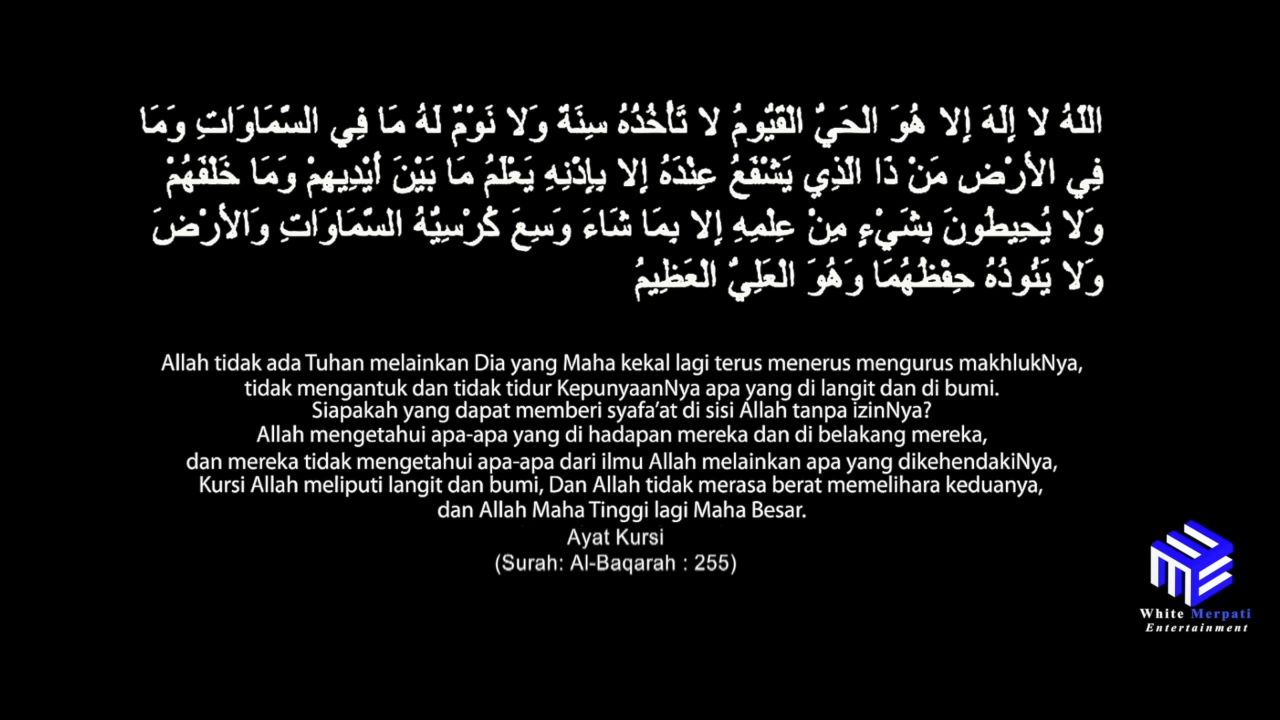 اللَّهُ لا إِلَهَ إِلا هُوَ الْحَيُّ الْقَيُّومُ لا تَأْخُذُهُ سِنَةٌ وَلا نَوْمٌ لَهُ مَا فِي السَّمَاوَاتِ وَمَا
فِي الأرْضِ مَنْ ذَا الَّذِي يَشْفَعُ عِنْدَهُ إِلا بِإِذْنِهِ يَعْلَمُ مَا بَيْنَ أَيْدِيهِمْ وَمَا خَلْفَهُمْ
وَلا يُحِيطُونَ بِشَيْءٍ مِنْ عِلْمِهِ إِلا بِمَا شَاءَ وَسِعَ كُرْسِيُّهُ السَّمَاوَاتِ وَالأرْضَ
وَلا يَئُودُهُ حِفْظُهُمَا وَهُوَ الْعَلِيُّ الْعَظِيمُ
Allah tidak ada Tuhan melainkan Dia yang Maha kekal lagi terus menerus mengurus makhlukNya,
tidak mengantuk dan tidak tidur KepunyaanNya apa yang di langit dan di bumi.
Siapakah yang dapat memberi syafa’at di sisi Allah tanpa izinNya?
Allah mengetahui apa-apa yang di hadapan mereka dan di belakang mereka,
dan mereka tidak mengetahui apa-apa dari ilmu Allah melainkan apa yang dikehendakiNya,
Kursi Allah meliputi langit dan bumi, Dan Allah tidak merasa berat memelihara keduanya,
dan Allah Maha Tinggi lagi Maha Besar.
Ayat Kursi
(Surah: Al-Baqarah : 255)
White Merpati
Entertainment